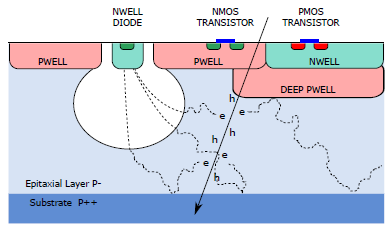 NWELL
DIODE
NMOS
TRANSISTOR
PMOS
TRANSISTOR
PWELL
PWELL
NWELL
DEEP PWELL
h
e
e
h
h
e
e
h
Epitaxial Layer P-
Substrate P++